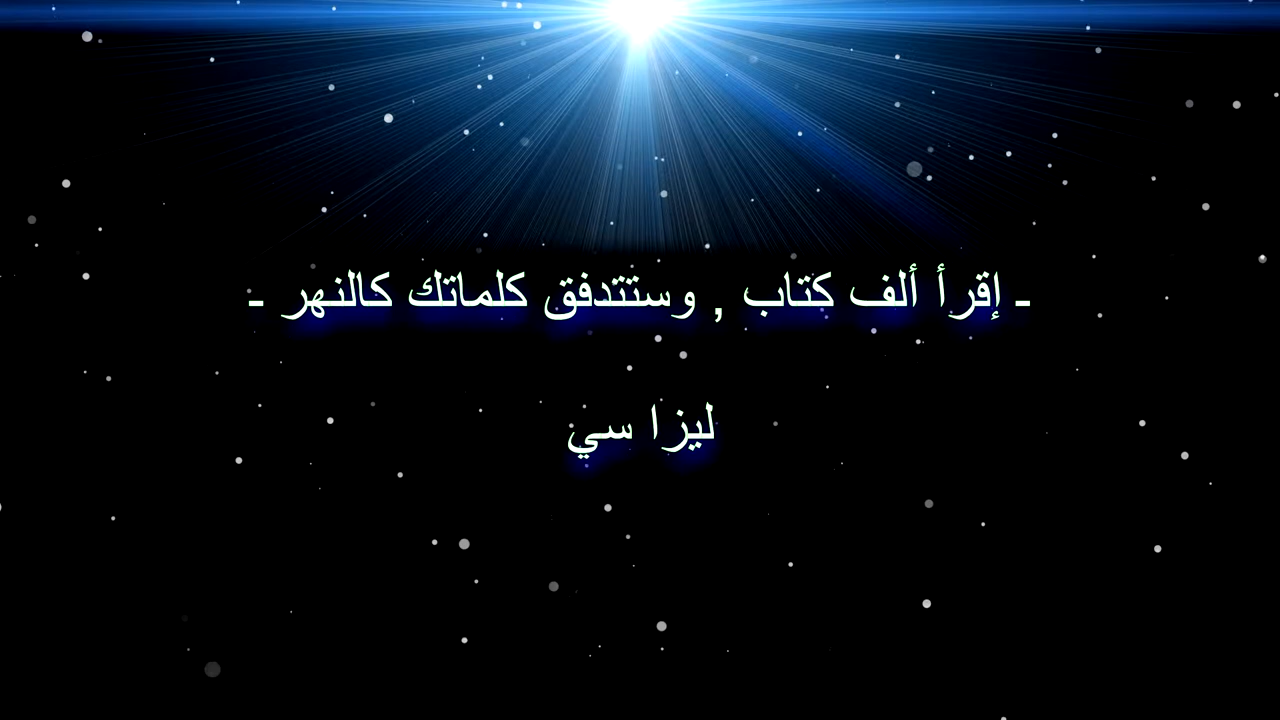 - إقرأ ألف كتاب , وستتدفق كلماتك كالنهر -
ليزا سي